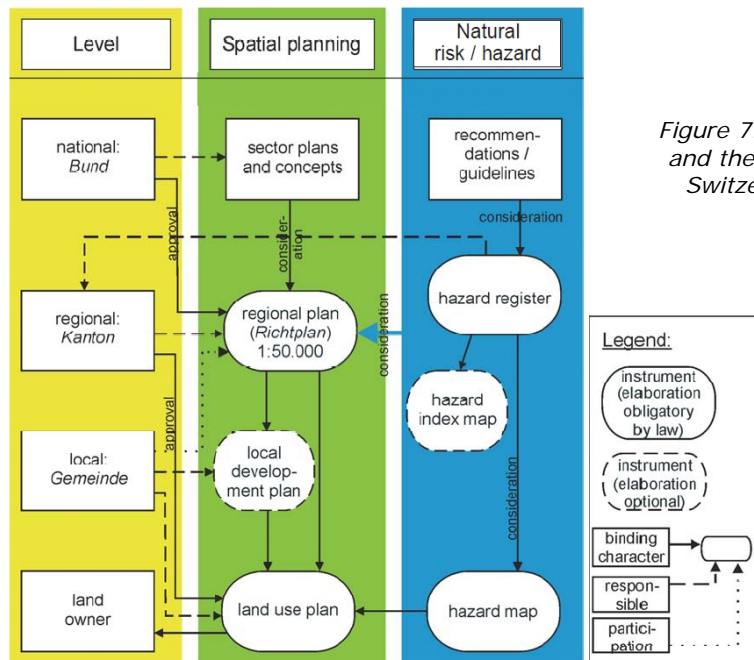 Level
Spatial planning
Natural
risk / hazard
national:
Bund
sector plans
and concepts
recommen-
dations /
guidelines
Figure 7
and the
Switze
approval
consider-
ation
consideration
regional:
Kanton
regional plan
(Richtplan)
1:50.000
consideration
hazard register
hazard
index map
approval
local:
Gemeinde
local
develop-
ment plan
consideration
land
owner
land use plan
hazard map
Legend:
instrument
(elaboration
obligatory
by law)
instrument
(elaboration
optional)
binding
character
respon-
sible
partici-
pation